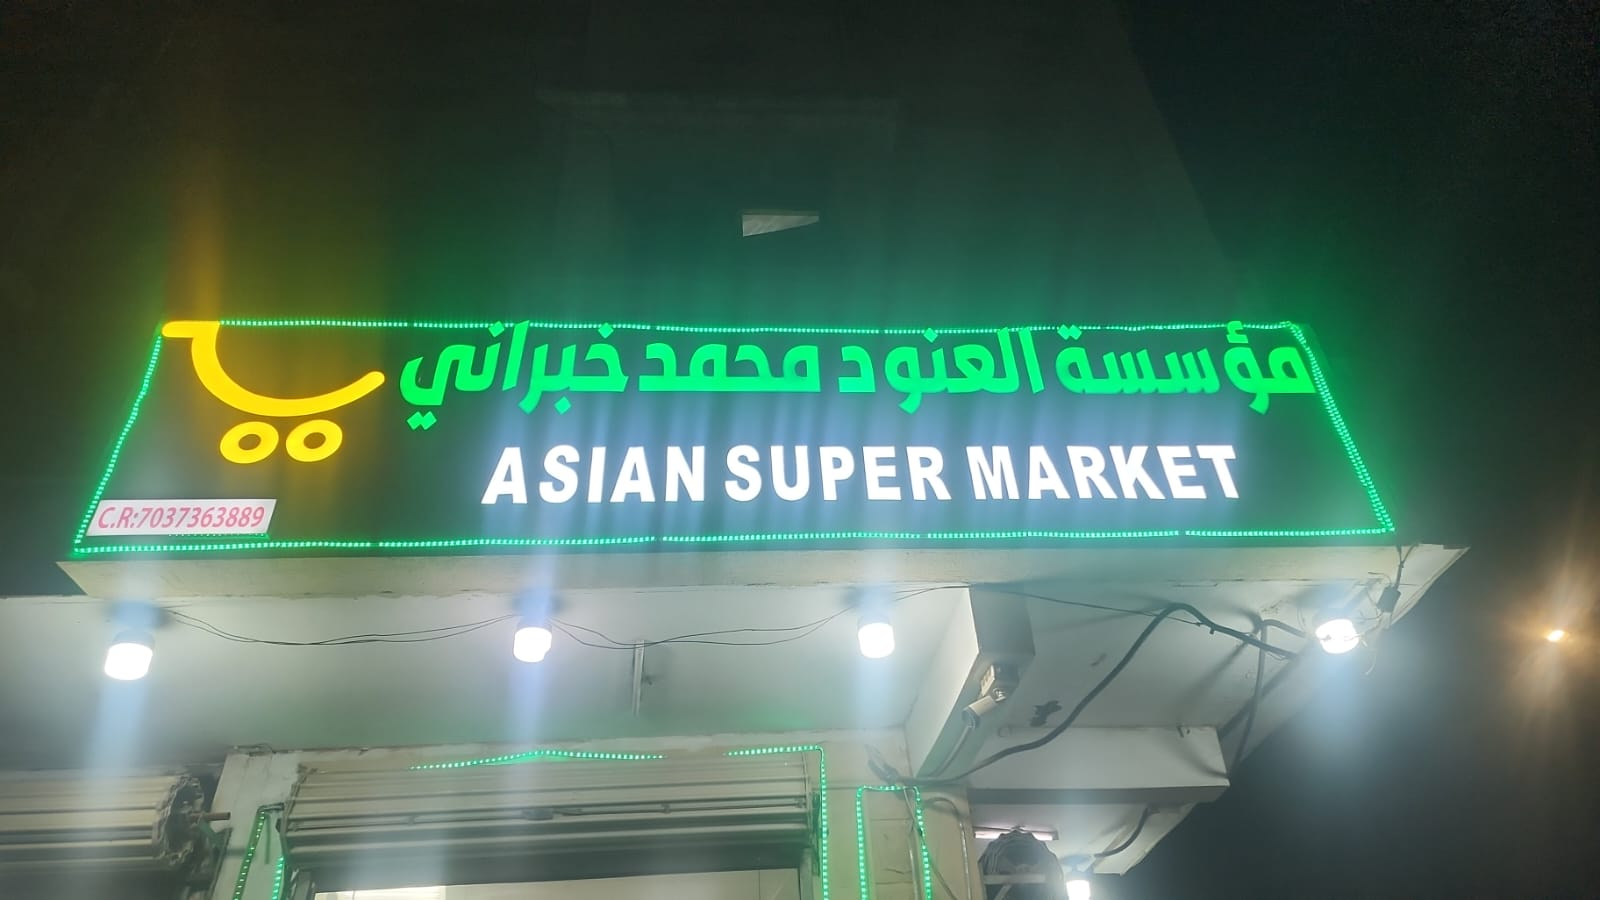 مؤسسة العنود محمد خبراني
ASIAN SUPER MARKET
C.R:7037363889